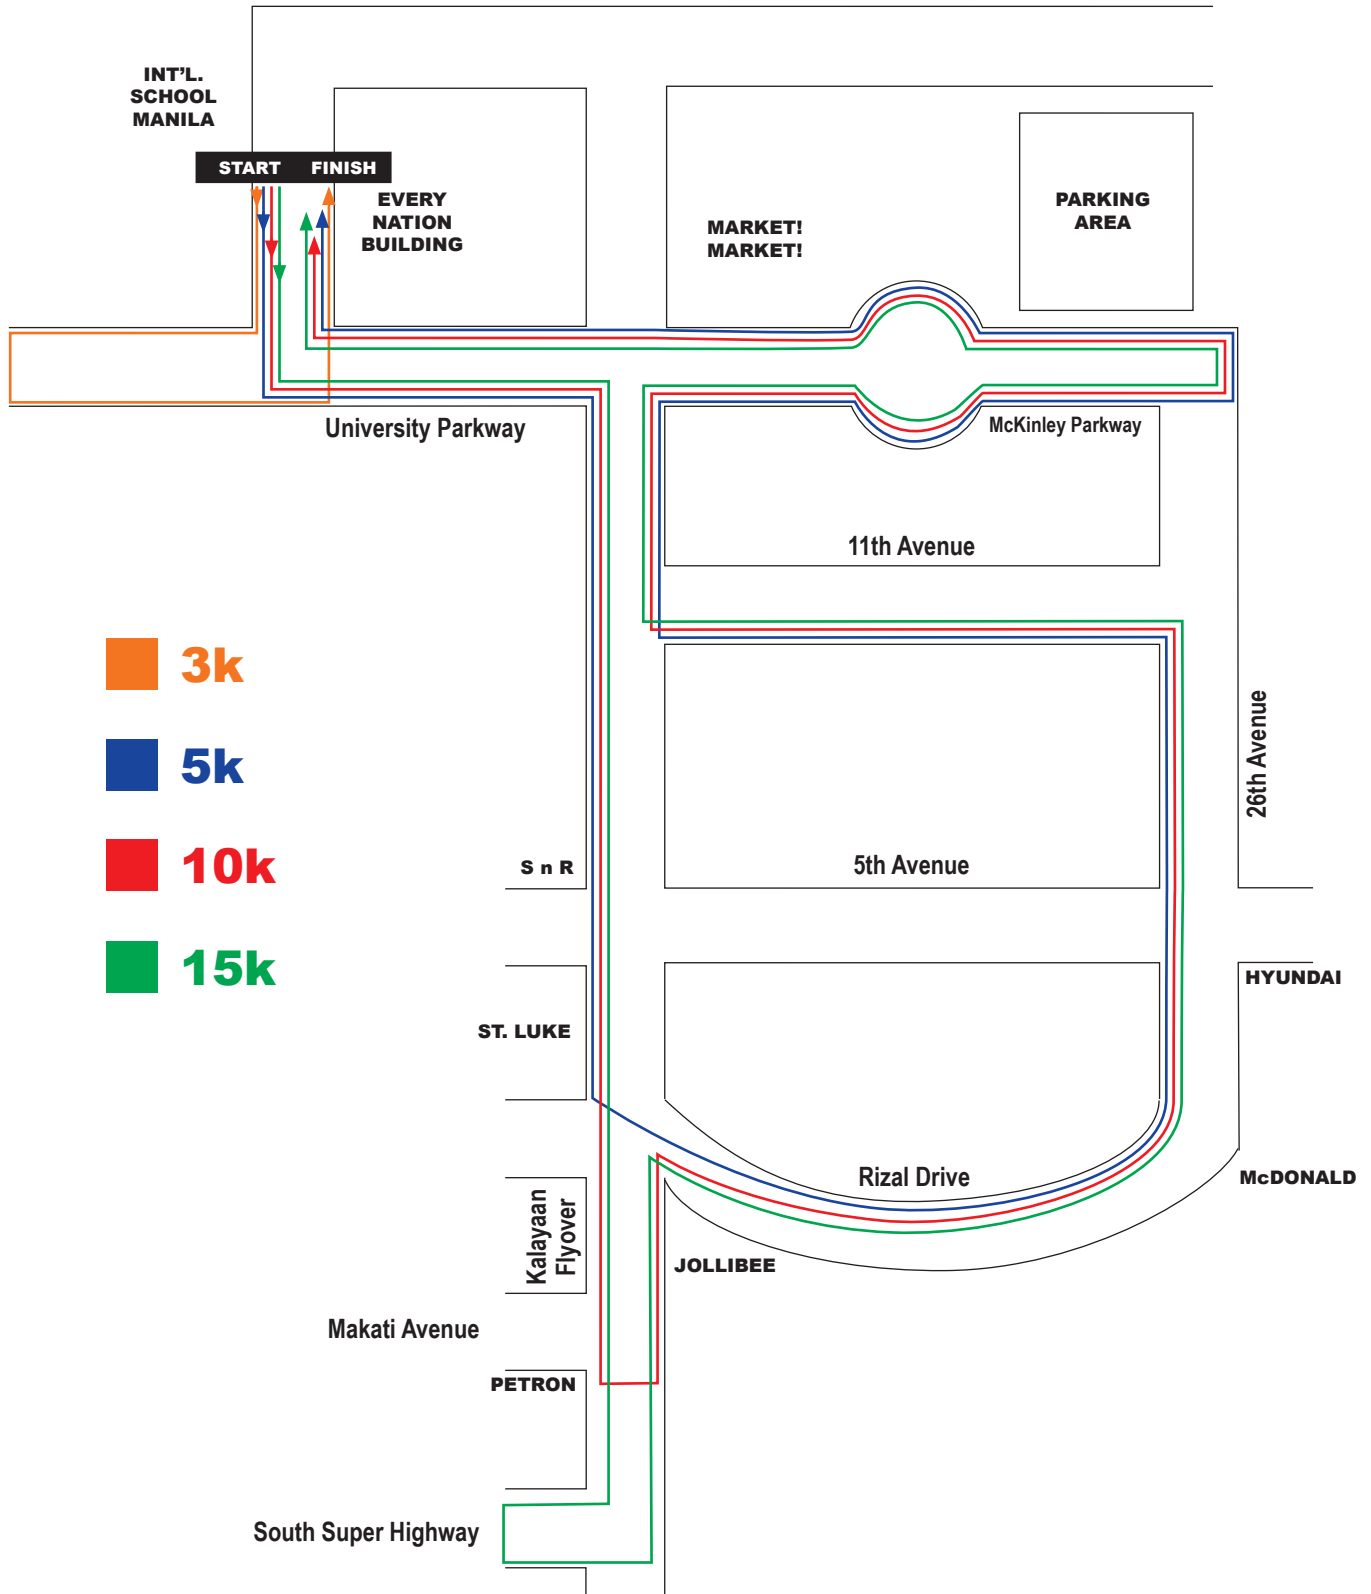 INT'L.
SCHOOL
MANILA
START
FINISH
EVERY
NATION
BUILDING
MARKET!
MARKET!
PARKING
AREA
University Parkway
McKinley Parkway
11th Avenue
3k
5k
10k
15k
26th Avenue
S n R
5th Avenue
HYUNDAI
ST. LUKE
Rizal Drive
McDONALD
Kalayaan
Flyover
JOLLIBEE
Makati Avenue
PETRON
South Super Highway